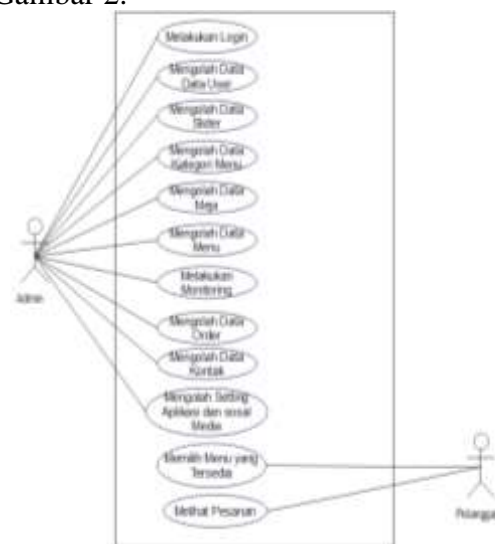 Gambar 2.
Melakukan Login
Mengolah Data
Data User
Mengolah Data
Slider
Mengolah Data
Kategori Menu
Mengolah Data
Meja
Mengolah Data
Menu
Melakukan
Monitoring
Mengolah Data
Order
Mengolah Data
Kontak
Mengolah Setting
Aplikasi dan sosial
Media
Admin
Memilih Menu yang
Tersedia
Melihat Pesanan